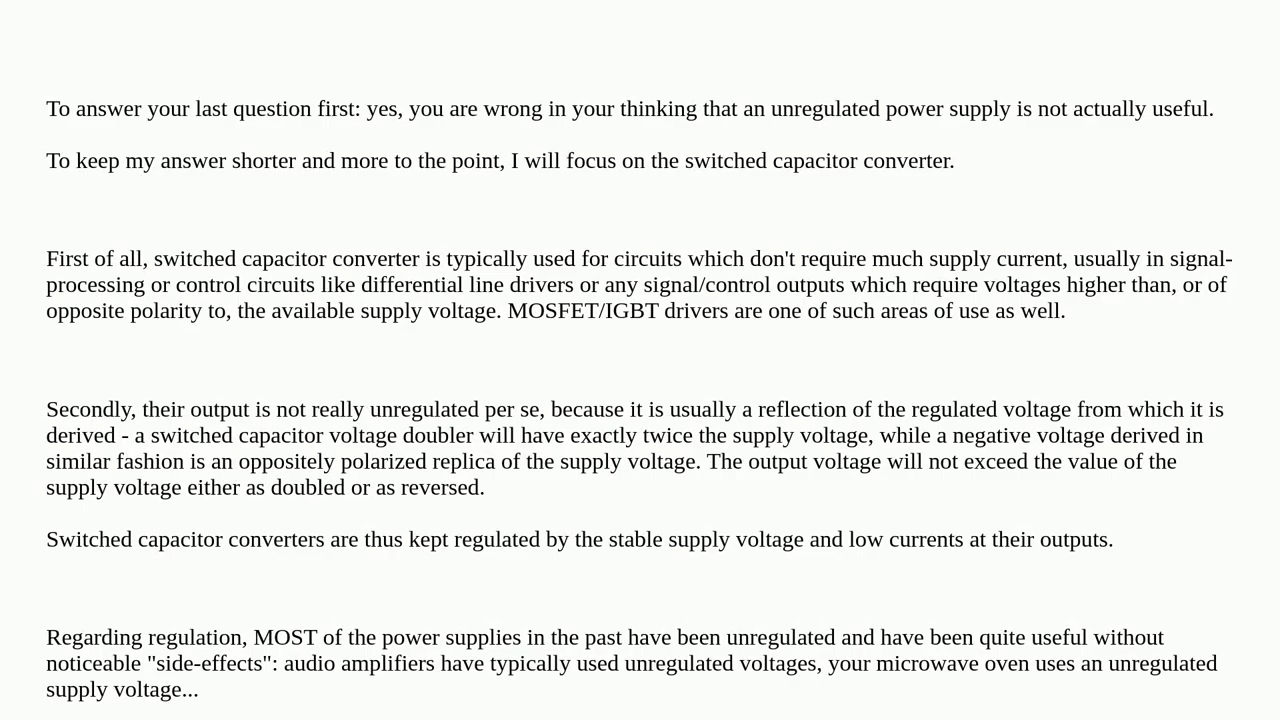 To answer your last question first: yes, you are wrong in your thinking that an unregulated power supply is not actually useful.
To keep my answer shorter and more to the point, I will focus on the switched capacitor converter.
First of all, switched capacitor converter is typically used for circuits which don't require much supply current, usually in signal-
processing or control circuits like differential line drivers or any signal/control outputs which require voltages higher than, or of
opposite polarity to, the available supply voltage. MOSFET/IGBT drivers are one of such areas of use as well.
Secondly, their output is not really unregulated per se, because it is usually a reflection of the regulated voltage from which it is
derived - a switched capacitor voltage doubler will have exactly twice the supply voltage, while a negative voltage derived in
similar fashion is an oppositely polarized replica of the supply voltage. The output voltage will not exceed the value of the
supply voltage either as doubled or as reversed.
Switched capacitor converters are thus kept regulated by the stable supply voltage and low currents at their outputs.
Regarding regulation, MOST of the power supplies in the past have been unregulated and have been quite useful without
noticeable "side-effects": audio amplifiers have typically used unregulated voltages, your microwave oven uses an unregulated
supply voltage...